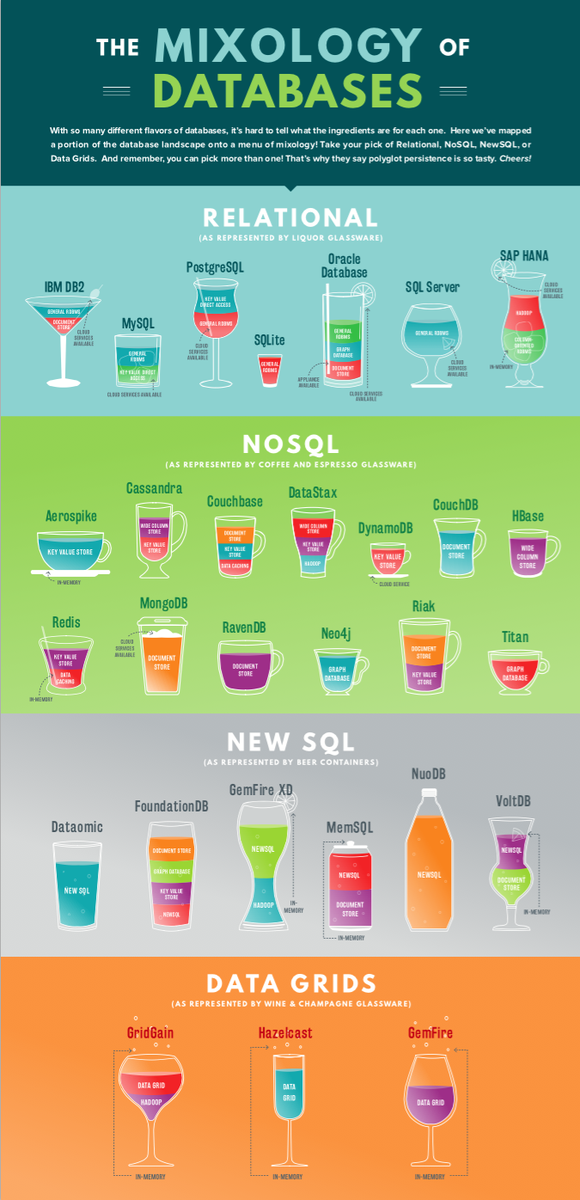 THE MIXOLOGY OF
DATABASES
With so many different flavors of databases, it's hard to tell what the ingredients are for each one. Here we've mapped
a portion of the database landscape onto a menu of mixology! Take your pick of Relational, NoSQL, NewSQL, or
Data Grids. And remember, you can pick more than one! That's why they say polyglot persistence is so tasty. Cheers!
RELATIONAL
(AS REPRESENTED BY LIQUOR GLASSWARE)
IBM DB2
GENERAL RDBMS
DOCUMENT
STORE
CLOUD
SERVICES
AVAILABLE
MySQL
GENERAL
RDBMS
KEY VALUE DIRECT
ACCESS
CLOUD SERVICES AVAILABLE
PostgreSQL
KEY VALUE
DIRECT ACCESS
GENERAL RDBMS
CLOUD
SERVICES
AVAILABLE
SQLite
GENERAL
RDBMS
Oracle
Database
GENERAL
RDBMS
GRAPH
DATABASE
DOCUMENT
STORE
APPLIANCE
AVAILABLE
CLOUD SERVICES
AVAILABLE
SQL Server
GENERAL RDBMS
CLOUD
SERVICES
AVAILABLE
SAP HANA
CLOUD
SERVICES
AVAILABLE
HADOOP
COLUMN
ORIENTED
RDBMS
IN-MEMORY
NOSQL
(AS REPRESENTED BY COFFEE AND ESPRESSO GLASSWARE)
Aerospike
KEY VALUE STORE
IN-MEMORY
Cassandra
WIDE COLUMN
STORE
KEY VALUE
STORE
Couchbase
DOCUMENT
STORE
KEY VALUE
STORE
DATA CACHING
DataStax
WIDE COLUMN
STORE
KEY VALUE
STORE
HADOOP
DynamoDB
KEY VALUE
STORE
CLOUD SERVICE
CouchDB
DOCUMENT
STORE
HBase
WIDE
COLUMN
STORE
Redis
KEY VALUE
STORE
DATA
CACHING
IN-MEMORY
MongoDB
CLOUD
SERVICES
AVAILABLE
DOCUMENT
STORE
RavenDB
DOCUMENT
STORE
Neo4j
GRAPH
DATABASE
Riak
DOCUMENT
STORE
KEY VALUE
STORE
Titan
GRAPH
DATABASE
NEW SQL
(AS REPRESENTED BY BEER CONTAINERS)
Dataomic
NEW SQL
FoundationDB
DOCUMENT STORE
GRAPH DATABASE
KEY VALUE
STORE
NEWSQL
GemFire XD
NEWSQL
HADOOP
IN-
MEMORY
MemSQL
NEWSQL
DOCUMENT
STORE
IN-MEMORY
NuoDB
NEWSQL
VoltDB
NEWSQL
DOCUMENT
STORE
IN-MEMORY
DATA GRIDS
(AS REPRESENTED BY WINE & CHAMPAGNE GLASSWARE)
GridGain
DATA GRID
HADOOP
IN-MEMORY
Hazelcast
DATA
GRID
IN-MEMORY
GemFire
DATA GRID
IN-MEMORY